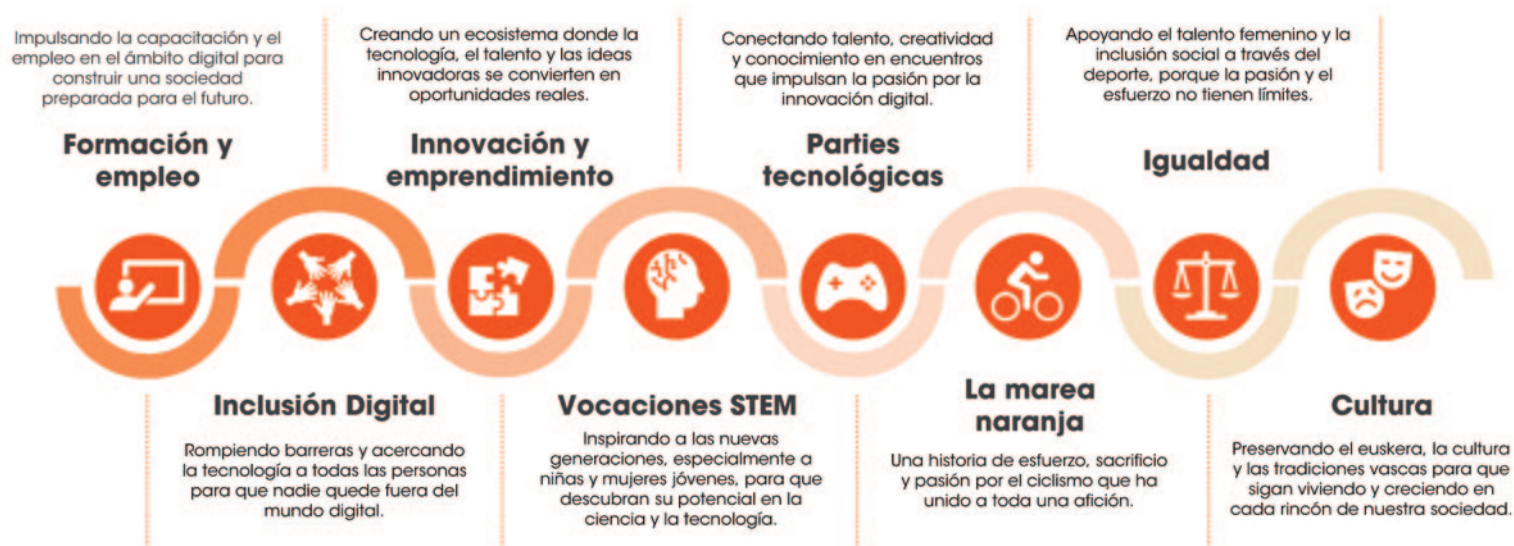 Impulsando la capacitación y el
empleo en el ámbito digital para
construir una sociedad
preparada para el futuro.
Formación y
empleo
Inclusión Digital
Rompiendo barreras y acercando
la tecnología a todas las personas
para que nadie quede fuera del
mundo digital.
Creando un ecosistema donde la
tecnología, el talento y las ideas
innovadoras se convierten en
oportunidades reales.
Innovación y
emprendimiento
Vocaciones STEM
Inspirando a las nuevas
generaciones, especialmente a
niñas y mujeres jóvenes, para que
descubran su potencial en la
ciencia y la tecnología.
Conectando talento, creatividad
y conocimiento en encuentros
que impulsan la pasión por la
innovación digital.
Parties
tecnológicas
La marea
naranja
Una historia de esfuerzo, sacrificio
y pasión por el ciclismo que ha
unido a toda una afición.
Apoyando el talento femenino y la
inclusión social a través del
deporte, porque la pasión y el
esfuerzo no tienen límites.
Igualdad
Cultura
Preservando el euskera, la cultura
y las tradiciones vascas para que
sigan viviendo y creciendo en
cada rincón de nuestra sociedad.